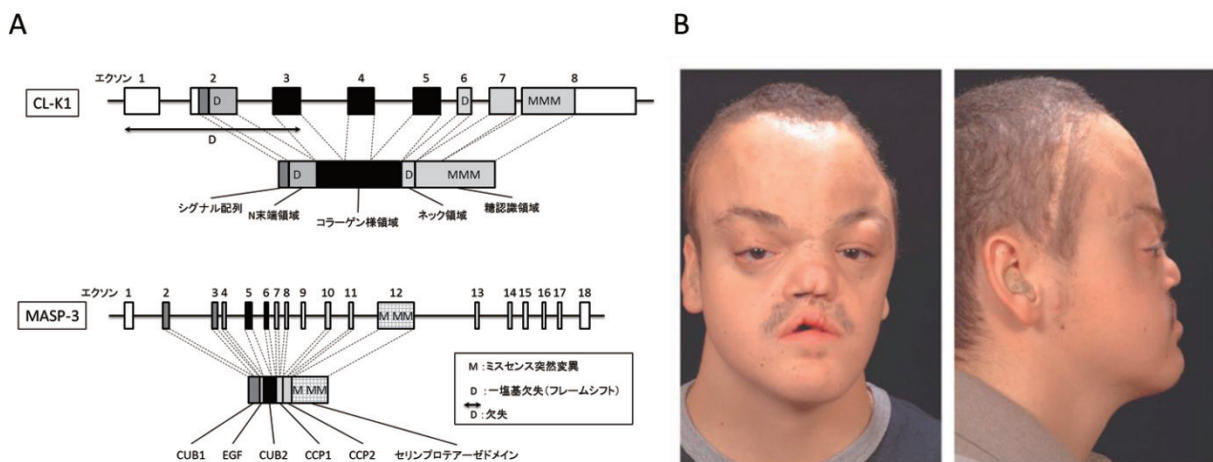 A
B
エクソン 1 2 3 4 5 6 7 8
CL-K1
D D MMM
D
D D MMM
シグナル配列 N末端領域 コラーゲン様領域 ネック領域 糖認識領域
エクソン 1 2 3 4 5 6 7 8 9 10 11 12 13 14 15 16 17 18
MASP-3
M MM
M MM
M :ミスセンス突然変異
D :一塩基欠失(フレームシフト)
D :欠失
CUB1 EGF CUB2 CCP1 CCP2 セリンプロテアーゼドメイン